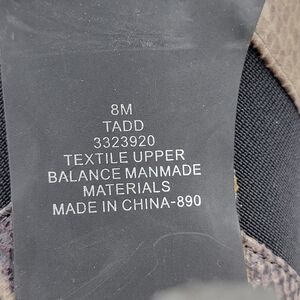 8M
TADD
3323920
TEXTILE UPPER
BALANCE MANMADE
MATERIALS
MADE IN CHINA-890